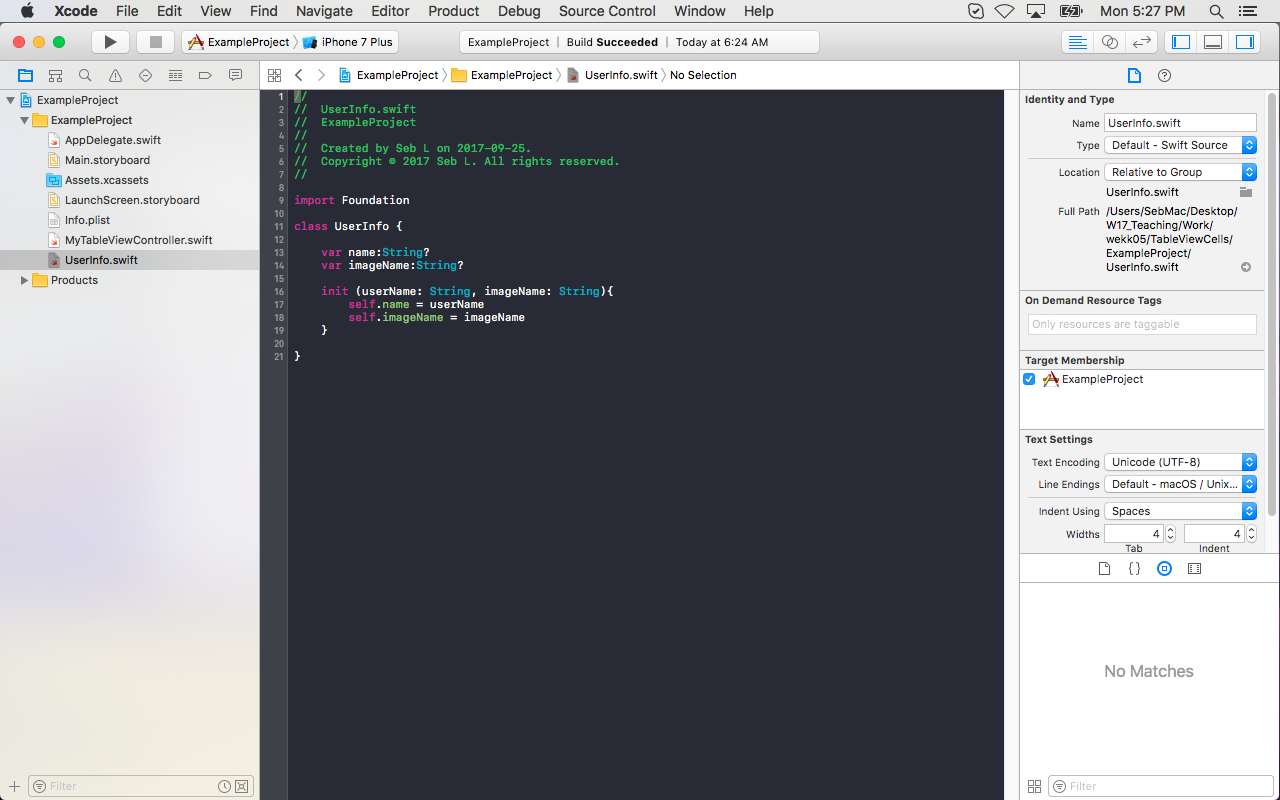 Xcode File Edit View Find Navigate Editor Product Debug Source Control Window Help Mon 5:27 PM
ExampleProject iPhone 7 Plus ExampleProject | Build Succeeded | Today at 6:24 AM
ExampleProject ExampleProject UserInfo.swift No Selection
ExampleProject
ExampleProject
AppDelegate.swift
Main.storyboard
Assets.xcassets
LaunchScreen.storyboard
Info.plist
MyTableViewController.swift
UserInfo.swift
Products
Filter
1 //
2 //  UserInfo.swift
3 //  ExampleProject
4 //
5 //  Created by Seb L on 2017-09-25.
6 //  Copyright © 2017 Seb L. All rights reserved.
7 //
8
9 import Foundation
10
11 class UserInfo {
12
13     var name:String?
14     var imageName:String?
15
16     init (userName: String, imageName: String){
17         self.name = userName
18         self.imageName = imageName
19     }
20
21 }
Identity and Type
Name UserInfo.swift
Type Default - Swift Source
Location Relative to Group
UserInfo.swift
Full Path /Users/SebMac/Desktop/
W17_Teaching/Work/
wekk05/TableViewCells/
ExampleProject/
UserInfo.swift
On Demand Resource Tags
Only resources are taggable
Target Membership
ExampleProject
Text Settings
Text Encoding Unicode (UTF-8)
Line Endings Default - macOS / Unix...
Indent Using Spaces
Widths 4 4
Tab Indent
{}
No Matches
Filter